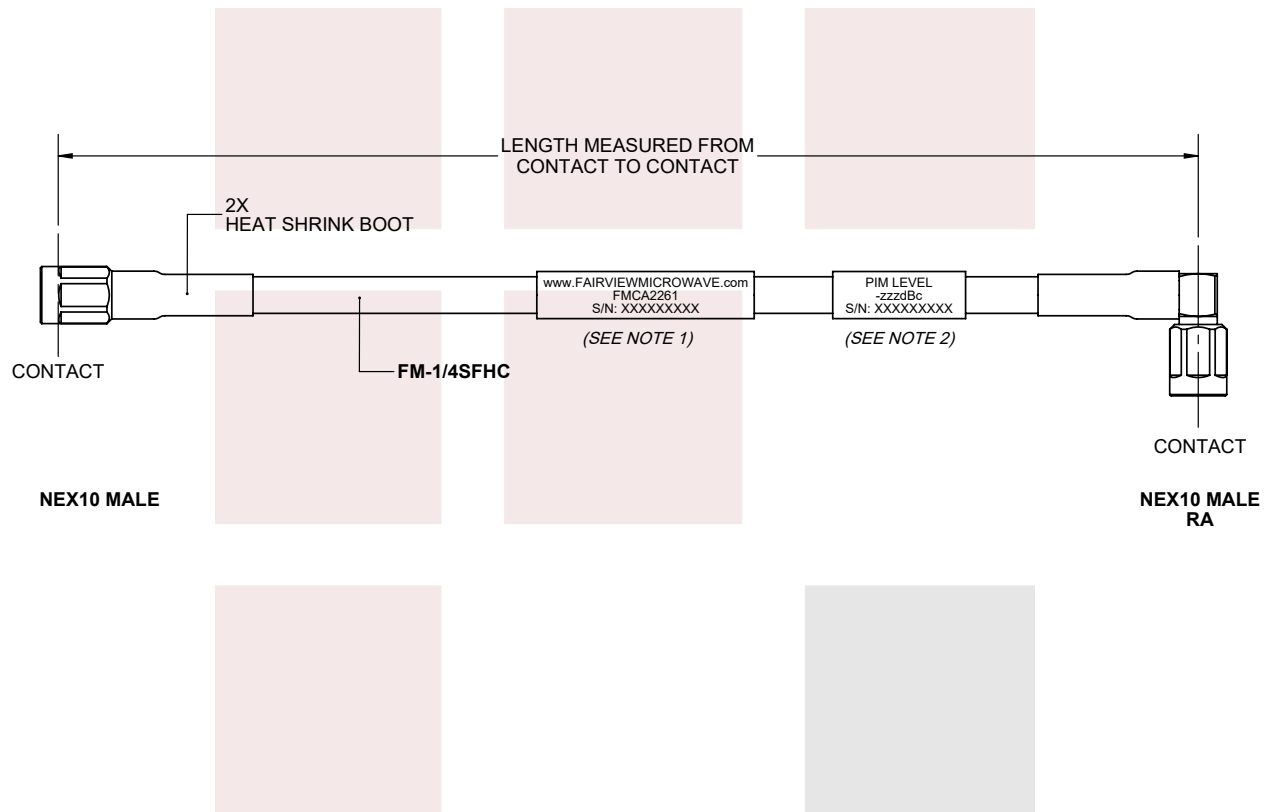 LENGTH MEASURED FROM
CONTACT TO CONTACT
2X
HEAT SHRINK BOOT
www.FAIRVIEWMICROWAVE.com
FMCA2261
S/N: XXXXXXXXX
PIM LEVEL
-zzzdBc
S/N: XXXXXXXXX
(SEE NOTE 1)
(SEE NOTE 2)
CONTACT
FM-1/4SFHC
CONTACT
NEX10 MALE
NEX10 MALE
RA